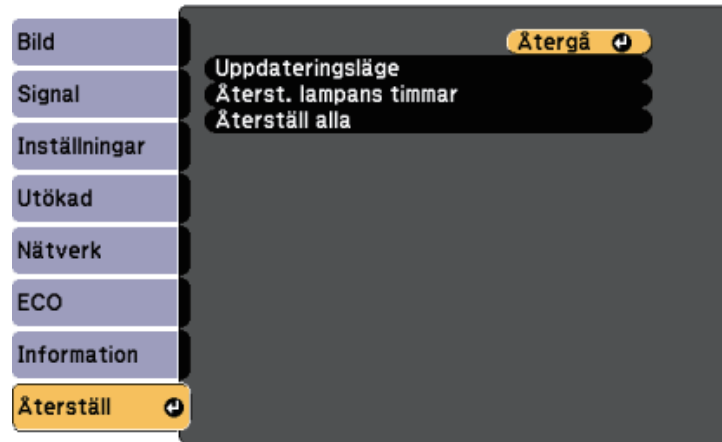 Bild
Signal
Inställningar
Utökad
Nätverk
ECO
Information
Återställ
Återgå
Uppdateringsläge
Återst. lampans timmar
Återställ alla